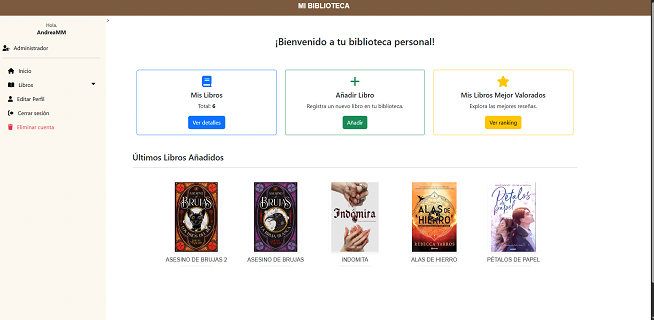 MI BIBLIOTECA
Hola,
AndreaMM
Administrador
Inicio
Libros
Editar Perfil
Cerrar sesión
Eliminar cuenta
¡Bienvenido a tu biblioteca personal!
Mis Libros
Total: 6
Ver detalles
Añadir Libro
Registra un nuevo libro en tu biblioteca.
Añadir
Mis Libros Mejor Valorados
Explora las mejores reseñas.
Ver ranking
Últimos Libros Añadidos
BRUJAS
BRUJAS
Indómita
ALAS DE
HIERRO
REBECCA YARROS
Pétalos
de papel
ASESINO DE BRUJAS 2
ASESINO DE BRUJAS
INDOMITA
ALAS DE HIERRO
PÉTALOS DE PAPEL